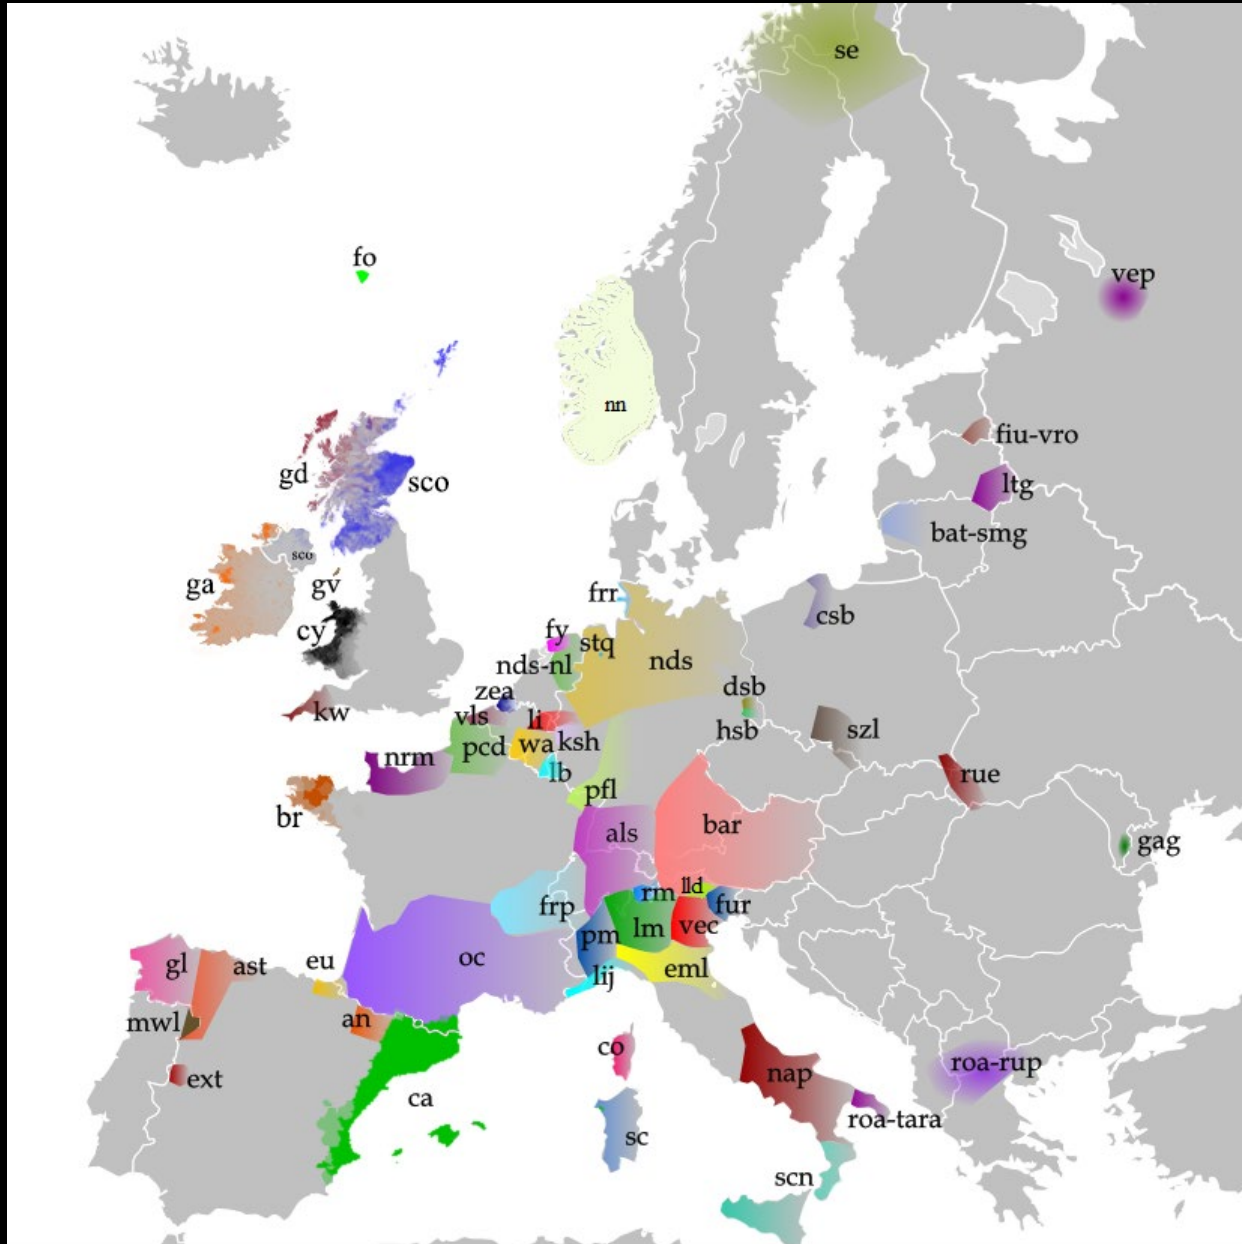 se
fo
vep
nn
fiu-vro
gd
sco
ltg
bat-smg
sco
ga
gv
frr
csb
cy
fy
stq
nds-nl
nds
zea
dsb
kw
vls
li
hsb
szl
nrm
pcd
wa
ksh
lb
rue
pfl
br
als
bar
gag
frp
rm
lld
fur
pm
lm
vec
gl
ast
eu
oc
lij
eml
mwl
an
co
roa-rup
ext
nap
ca
roa-tara
sc
scn